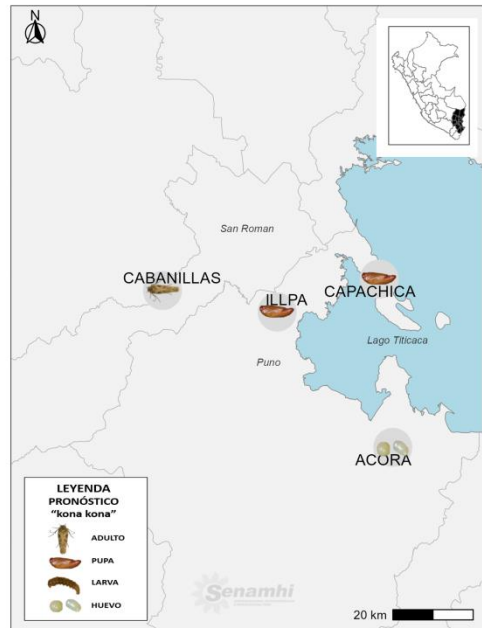 N
San Roman
CABANILLAS
ILLPA
CAPACHICA
Lago Titicaca
Puno
ACORA
LEYENDA
PRONÓSTICO
“kona kona”
ADULTO
PUPA
LARVA
HUEVO
Senamhi
20 km